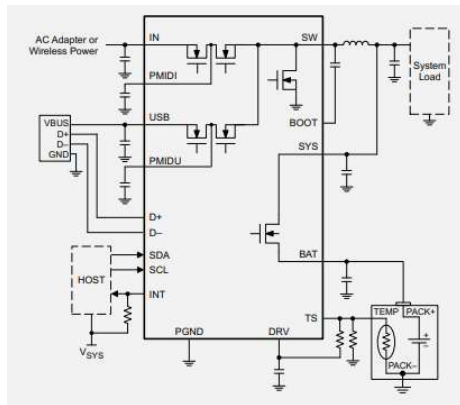 AC Adapter or
Wireless Power
IN
SW
PMIDI
System
Load
VBUS
D+
D–
GND
USB
BOOT
PMIDU
SYS
D+
D–
BAT
HOST
SDA
SCL
INT
TS
TEMP
PACK+
+
–
PACK–
VSYS
PGND
DRV